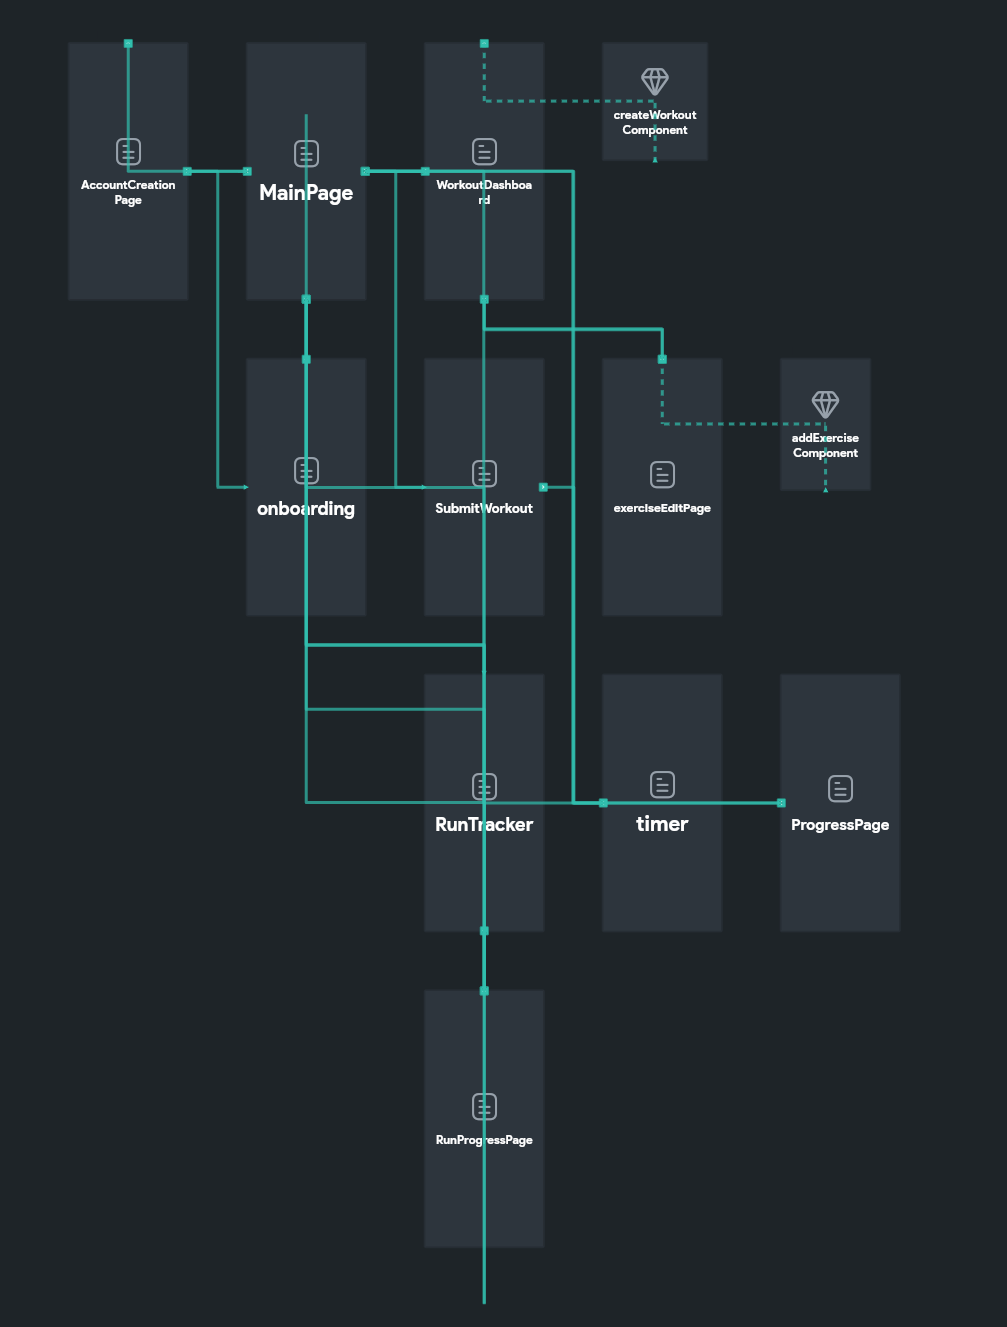 createWorkout
Component
AccountCreation
Page
MainPage
WorkoutDashboa
rd
addExercise
Component
onboarding
SubmitWorkout
exerciseEditPage
RunTracker
timer
ProgressPage
RunProgressPage